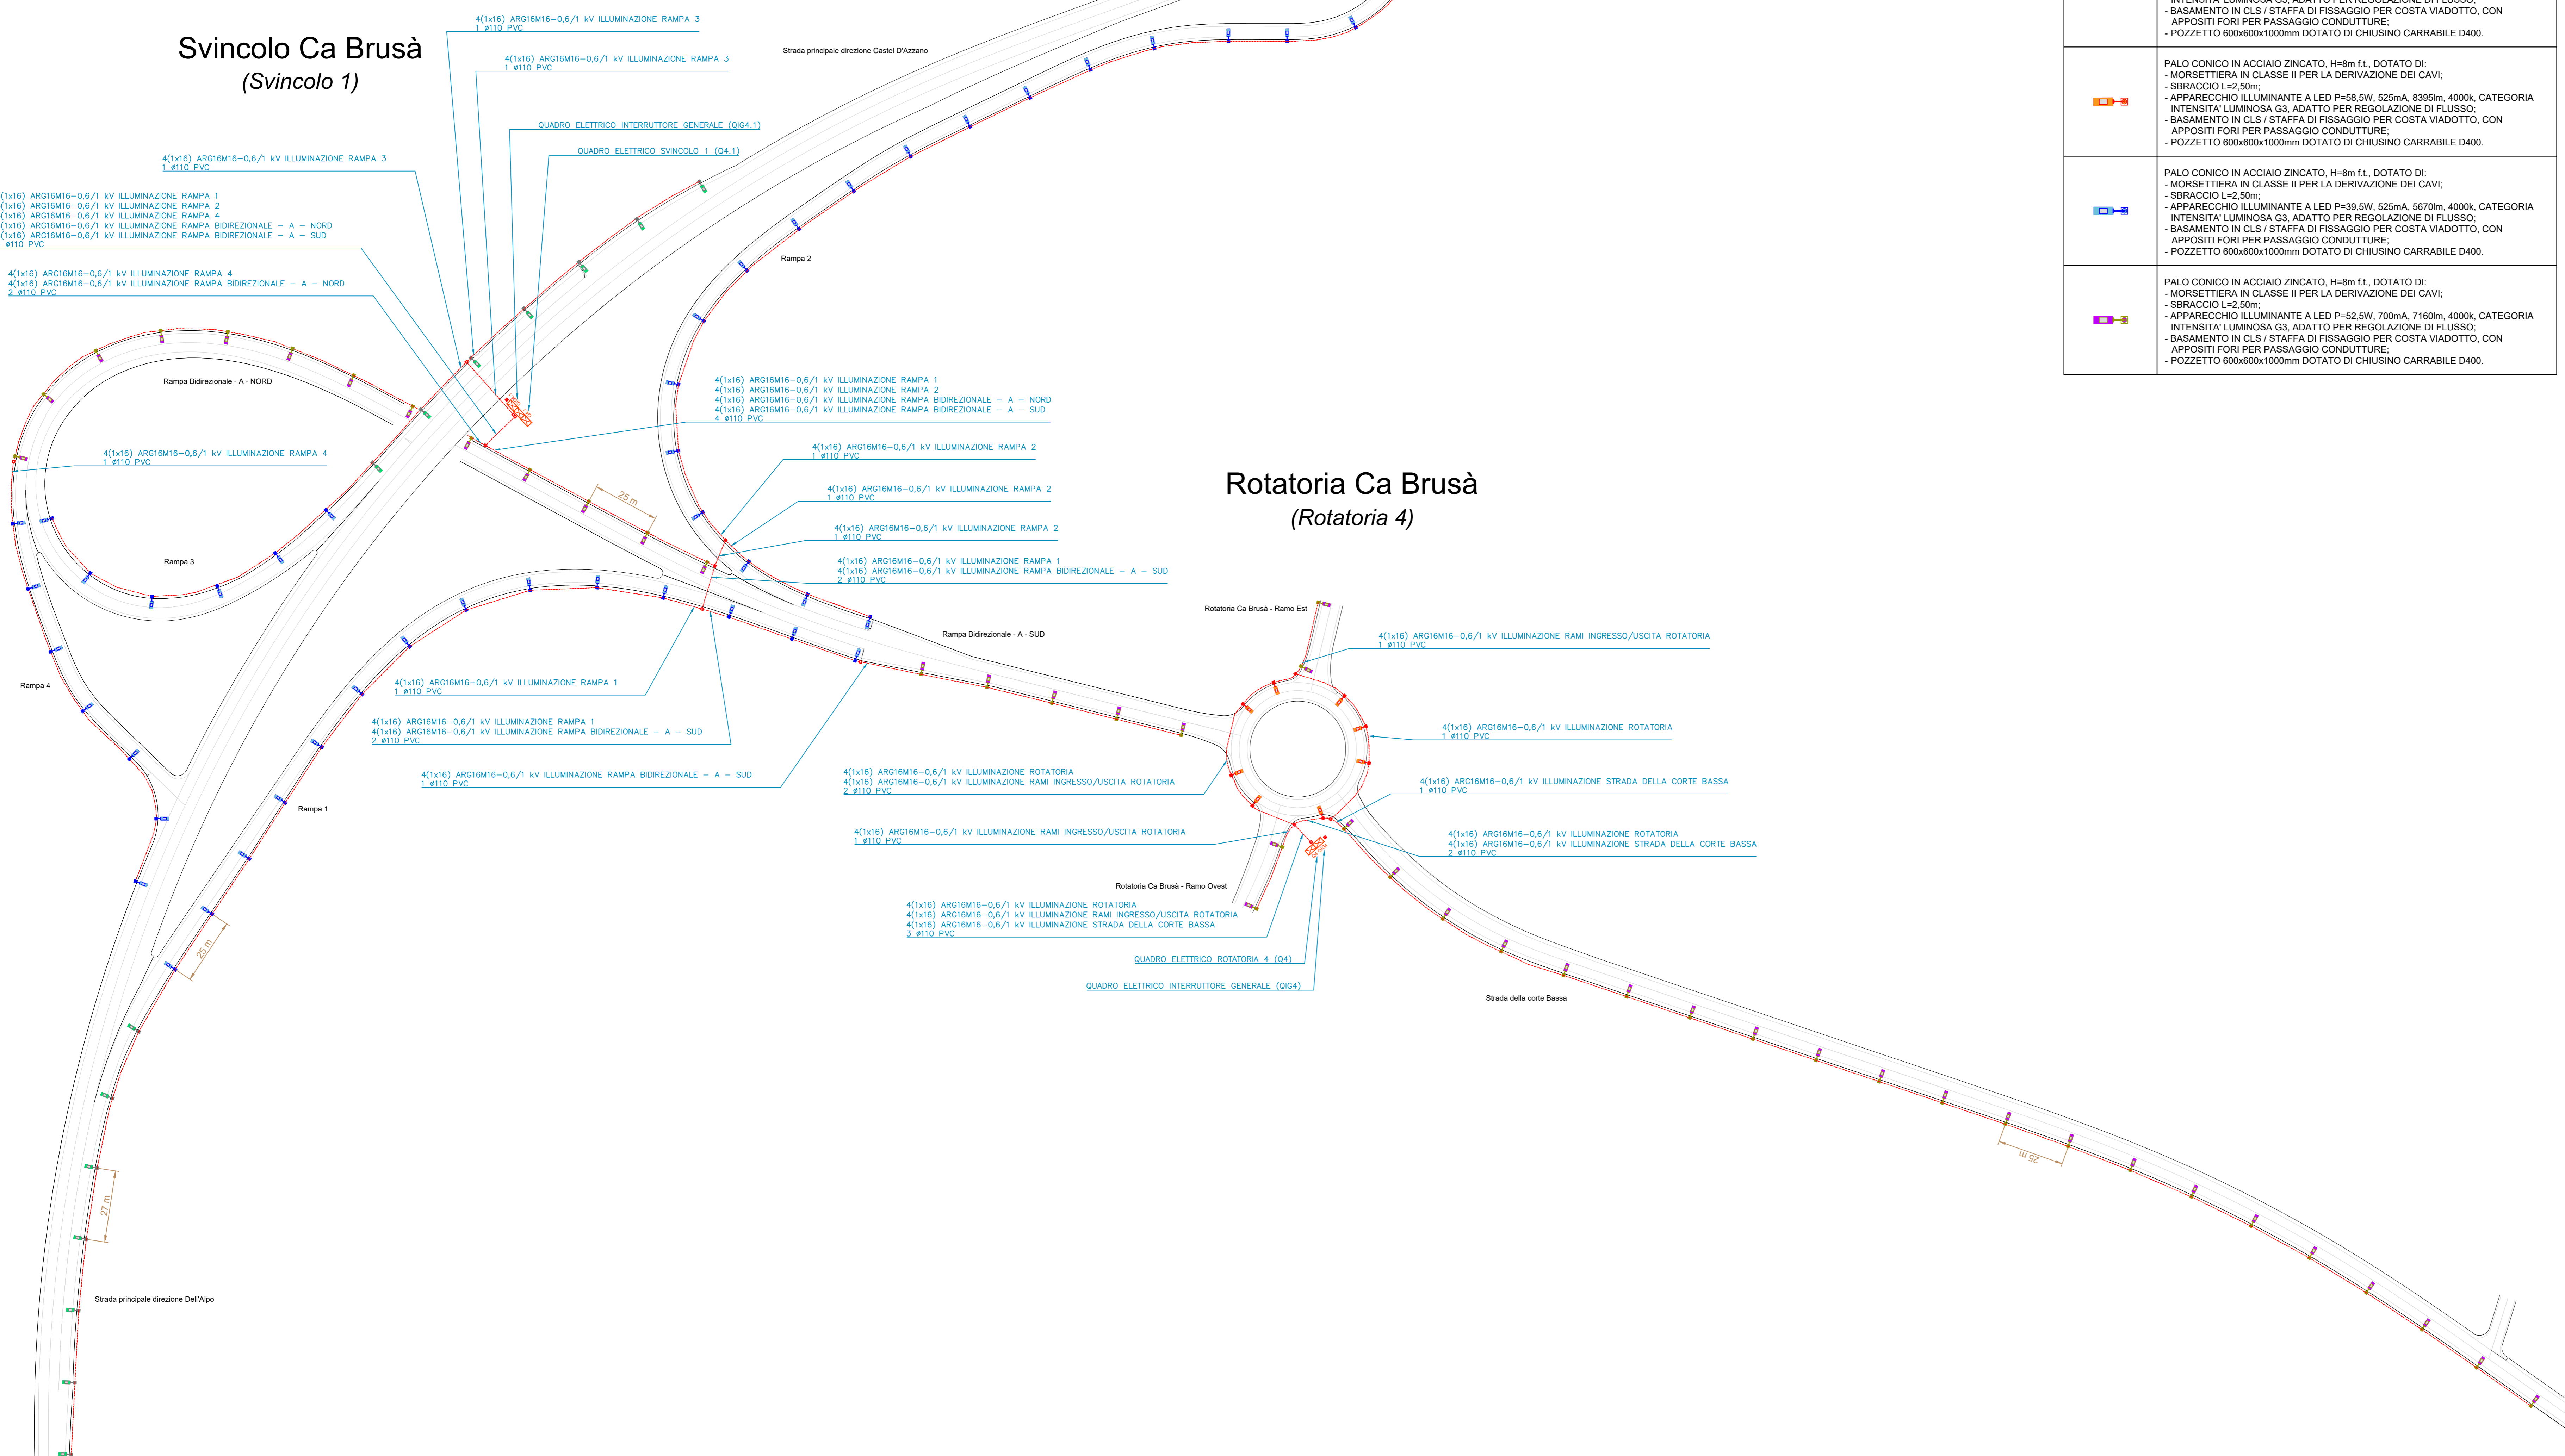 Svincolo Ca Brusà
(Svincolo 1)
4(1x16) ARG16M16-0,6/1 kV ILLUMINAZIONE RAMPA 3
1 ø110 PVC
4(1x16) ARG16M16-0,6/1 kV ILLUMINAZIONE RAMPA 3
1 ø110 PVC
QUADRO ELETTRICO INTERRUTTORE GENERALE (QIG4.1)
QUADRO ELETTRICO SVINCOLO 1 (Q4.1)
4(1x16) ARG16M16-0,6/1 kV ILLUMINAZIONE RAMPA 3
1 ø110 PVC
(1x16) ARG16M16-0,6/1 kV ILLUMINAZIONE RAMPA 1
(1x16) ARG16M16-0,6/1 kV ILLUMINAZIONE RAMPA 2
(1x16) ARG16M16-0,6/1 kV ILLUMINAZIONE RAMPA 4
(1x16) ARG16M16-0,6/1 kV ILLUMINAZIONE RAMPA BIDIREZIONALE - A - NORD
(1x16) ARG16M16-0,6/1 kV ILLUMINAZIONE RAMPA BIDIREZIONALE - A - SUD
ø110 PVC
4(1x16) ARG16M16-0,6/1 kV ILLUMINAZIONE RAMPA 4
4(1x16) ARG16M16-0,6/1 kV ILLUMINAZIONE RAMPA BIDIREZIONALE - A - NORD
2 ø110 PVC
Strada principale direzione Castel D'Azzano
Rampa 2
Rampa Bidirezionale - A - NORD
4(1x16) ARG16M16-0,6/1 kV ILLUMINAZIONE RAMPA 4
1 ø110 PVC
Rampa 3
Rampa 4
4(1x16) ARG16M16-0,6/1 kV ILLUMINAZIONE RAMPA 1
4(1x16) ARG16M16-0,6/1 kV ILLUMINAZIONE RAMPA 2
4(1x16) ARG16M16-0,6/1 kV ILLUMINAZIONE RAMPA BIDIREZIONALE - A - NORD
4(1x16) ARG16M16-0,6/1 kV ILLUMINAZIONE RAMPA BIDIREZIONALE - A - SUD
4 ø110 PVC
4(1x16) ARG16M16-0,6/1 kV ILLUMINAZIONE RAMPA 2
1 ø110 PVC
25 m
4(1x16) ARG16M16-0,6/1 kV ILLUMINAZIONE RAMPA 2
1 ø110 PVC
4(1x16) ARG16M16-0,6/1 kV ILLUMINAZIONE RAMPA 2
1 ø110 PVC
4(1x16) ARG16M16-0,6/1 kV ILLUMINAZIONE RAMPA 1
4(1x16) ARG16M16-0,6/1 kV ILLUMINAZIONE RAMPA BIDIREZIONALE - A - SUD
2 ø110 PVC
Rampa Bidirezionale - A - SUD
4(1x16) ARG16M16-0,6/1 kV ILLUMINAZIONE RAMPA 1
1 ø110 PVC
4(1x16) ARG16M16-0,6/1 kV ILLUMINAZIONE RAMPA 1
4(1x16) ARG16M16-0,6/1 kV ILLUMINAZIONE RAMPA BIDIREZIONALE - A - SUD
2 ø110 PVC
4(1x16) ARG16M16-0,6/1 kV ILLUMINAZIONE RAMPA BIDIREZIONALE - A - SUD
1 ø110 PVC
Rampa 1
25 m
27 m
Strada principale direzione Dell'Alpo
Rotatoria Ca Brusà
(Rotatoria 4)
Rotatoria Ca Brusà - Ramo Est
4(1x16) ARG16M16-0,6/1 kV ILLUMINAZIONE RAMI INGRESSO/USCITA ROTATORIA
1 ø110 PVC
4(1x16) ARG16M16-0,6/1 kV ILLUMINAZIONE ROTATORIA
1 ø110 PVC
4(1x16) ARG16M16-0,6/1 kV ILLUMINAZIONE ROTATORIA
4(1x16) ARG16M16-0,6/1 kV ILLUMINAZIONE RAMI INGRESSO/USCITA ROTATORIA
2 ø110 PVC
4(1x16) ARG16M16-0,6/1 kV ILLUMINAZIONE STRADA DELLA CORTE BASSA
1 ø110 PVC
4(1x16) ARG16M16-0,6/1 kV ILLUMINAZIONE RAMI INGRESSO/USCITA ROTATORIA
1 ø110 PVC
4(1x16) ARG16M16-0,6/1 kV ILLUMINAZIONE ROTATORIA
4(1x16) ARG16M16-0,6/1 kV ILLUMINAZIONE STRADA DELLA CORTE BASSA
2 ø110 PVC
Rotatoria Ca Brusà - Ramo Ovest
4(1x16) ARG16M16-0,6/1 kV ILLUMINAZIONE ROTATORIA
4(1x16) ARG16M16-0,6/1 kV ILLUMINAZIONE RAMI INGRESSO/USCITA ROTATORIA
4(1x16) ARG16M16-0,6/1 kV ILLUMINAZIONE STRADA DELLA CORTE BASSA
3 ø110 PVC
QUADRO ELETTRICO ROTATORIA 4 (Q4)
QUADRO ELETTRICO INTERRUTTORE GENERALE (QIG4)
Strada della corte Bassa
25 m
INTENSITA' LUMINOSA G3, ADATTO PER REGOLAZIONE DI FLUSSO;
- BASAMENTO IN CLS / STAFFA DI FISSAGGIO PER COSTA VIADOTTO, CON
APPOSITI FORI PER PASSAGGIO CONDUTTURE;
- POZZETTO 600x600x1000mm DOTATO DI CHIUSINO CARRABILE D400.
PALO CONICO IN ACCIAIO ZINCATO, H=8m f.t., DOTATO DI:
- MORSETTIERA IN CLASSE II PER LA DERIVAZIONE DEI CAVI;
- SBRACCIO L=2,50m;
- APPARECCHIO ILLUMINANTE A LED P=58,5W, 525mA, 8395lm, 4000k, CATEGORIA
INTENSITA' LUMINOSA G3, ADATTO PER REGOLAZIONE DI FLUSSO;
- BASAMENTO IN CLS / STAFFA DI FISSAGGIO PER COSTA VIADOTTO, CON
APPOSITI FORI PER PASSAGGIO CONDUTTURE;
- POZZETTO 600x600x1000mm DOTATO DI CHIUSINO CARRABILE D400.
PALO CONICO IN ACCIAIO ZINCATO, H=8m f.t., DOTATO DI:
- MORSETTIERA IN CLASSE II PER LA DERIVAZIONE DEI CAVI;
- SBRACCIO L=2,50m;
- APPARECCHIO ILLUMINANTE A LED P=39,5W, 525mA, 5670lm, 4000k, CATEGORIA
INTENSITA' LUMINOSA G3, ADATTO PER REGOLAZIONE DI FLUSSO;
- BASAMENTO IN CLS / STAFFA DI FISSAGGIO PER COSTA VIADOTTO, CON
APPOSITI FORI PER PASSAGGIO CONDUTTURE;
- POZZETTO 600x600x1000mm DOTATO DI CHIUSINO CARRABILE D400.
PALO CONICO IN ACCIAIO ZINCATO, H=8m f.t., DOTATO DI:
- MORSETTIERA IN CLASSE II PER LA DERIVAZIONE DEI CAVI;
- SBRACCIO L=2,50m;
- APPARECCHIO ILLUMINANTE A LED P=52,5W, 700mA, 7160lm, 4000k, CATEGORIA
INTENSITA' LUMINOSA G3, ADATTO PER REGOLAZIONE DI FLUSSO;
- BASAMENTO IN CLS / STAFFA DI FISSAGGIO PER COSTA VIADOTTO, CON
APPOSITI FORI PER PASSAGGIO CONDUTTURE;
- POZZETTO 600x600x1000mm DOTATO DI CHIUSINO CARRABILE D400.